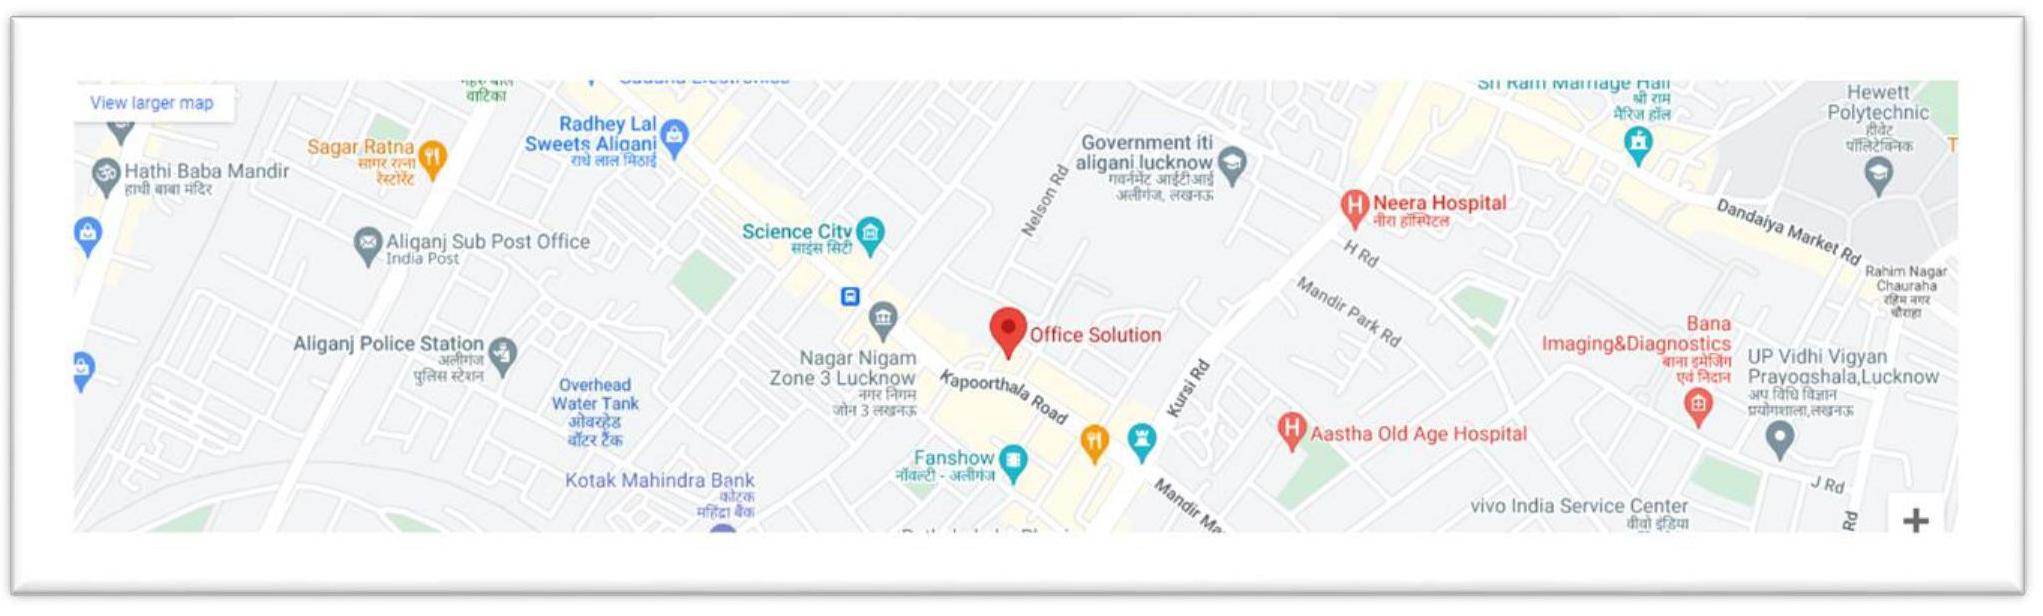 View larger map
वाटिका
Hathi Baba Mandir
हाथी बाबा मंदिर
Sagar Ratna
सागर रत्ना
रेस्टोरेंट
Radhey Lal
Sweets Aliganj
राधे लाल मिठाई
Aliganj Sub Post Office
India Post
Science City
साइंस सिटी
Nelson Rd
Government iti
aliganj lucknow
गवर्नमेंट आईटीआई
अलीगंज, लखनऊ
Sri Ram Marriage Hall
श्री राम
मैरिज हॉल
Hewett
Polytechnic
हीवेट
पॉलिटेक्निक
Neera Hospital
नीरा हॉस्पिटल
H Rd
Mandir Park Rd
Dandaiya Market Rd
Rahim Nagar
Chauraha
रहिम नगर
चौराहा
Aliganj Police Station
अलीगंज
पुलिस स्टेशन
Overhead
Water Tank
ओवरहेड
वॉटर टैंक
Nagar Nigam
Zone 3 Lucknow
नगर निगम
जोन 3 लखनऊ
Office Solution
Kapoorthala Road
Kursi Rd
Bana
Imaging&Diagnostics
बाना इमेजिंग
एवं निदान
UP Vidhi Vigyan
Prayogshala,Lucknow
अप विधि विज्ञान
प्रयोगशाला,लखनऊ
Aastha Old Age Hospital
Fanshow
नॉवल्टी - अलीगंज
Kotak Mahindra Bank
कोटक
महिंद्रा बैंक
Mandir Ma
vivo India Service Center
वीवो इंडिया
J Rd
Rd
+